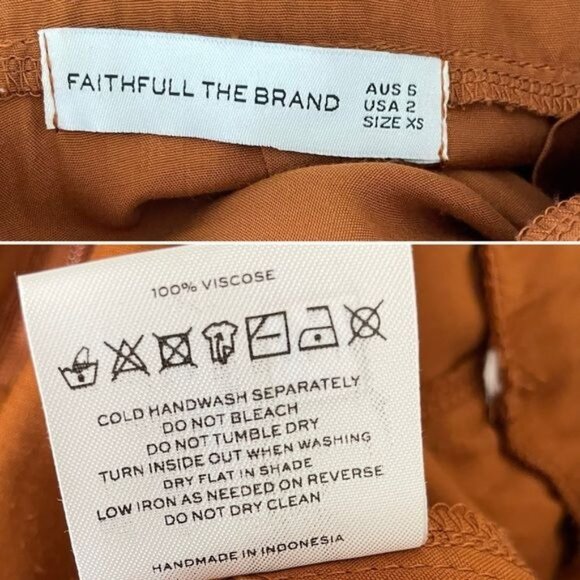 FAITHFULL THE BRAND
AUS 6
USA 2
SIZE XS
100% VISCOSE
COLD HANDWASH SEPARATELY
DO NOT BLEACH
DO NOT TUMBLE DRY
TURN INSIDE OUT WHEN WASHING
DRY FLAT IN SHADE
LOW IRON AS NEEDED ON REVERSE
DO NOT DRY CLEAN
HANDMADE IN INDONESIA